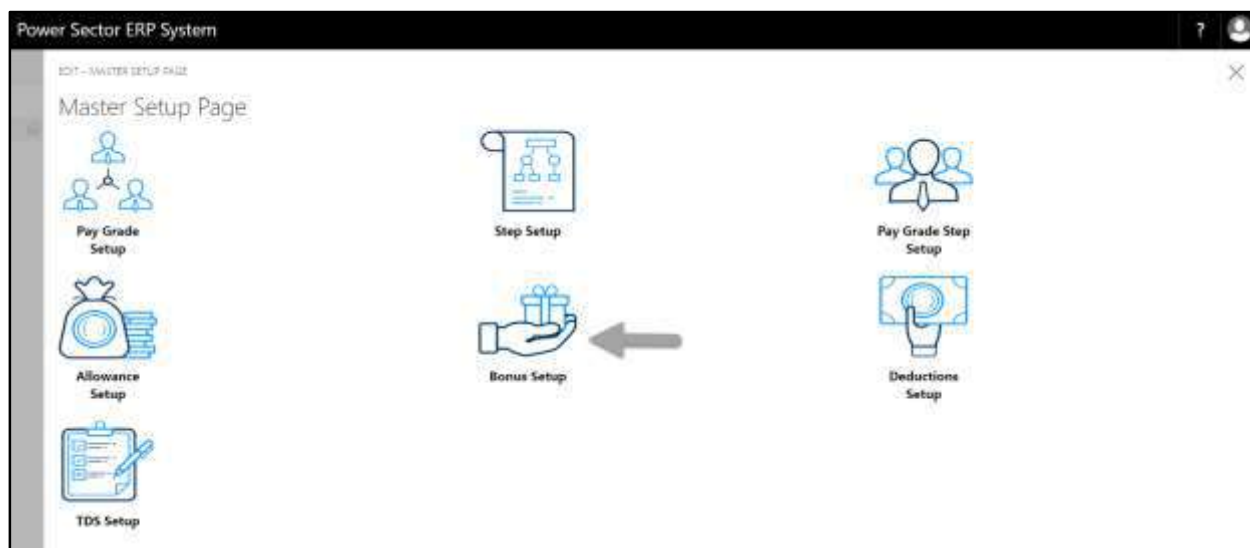 Power Sector ERP System
?
EDIT - MASTER SETUP PAGE
Master Setup Page
Pay Grade
Setup
Step Setup
Pay Grade Step
Setup
Allowance
Setup
Bonus Setup
Deductions
Setup
TDS Setup